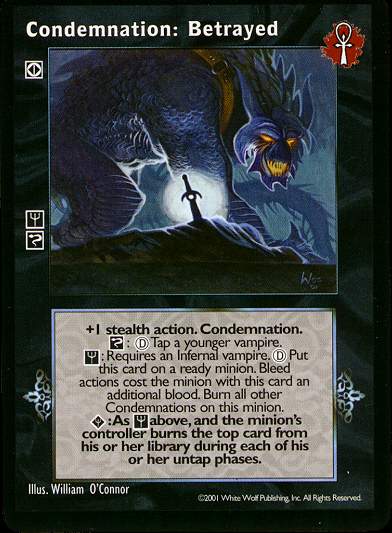 Condemnation: Betrayed
+1 stealth action. Condemnation.
: Ⓓ Tap a younger vampire.
: Requires an Infernal vampire. Ⓓ Put
this card on a ready minion. Bleed
actions cost the minion with this card an
additional blood. Burn all other
Condemnations on this minion.
: As above, and the minion's
controller burns the top card from
his or her library during each of his
or her untap phases.
Illus. William O'Connor
©2001 White Wolf Publishing, Inc. All Rights Reserved.